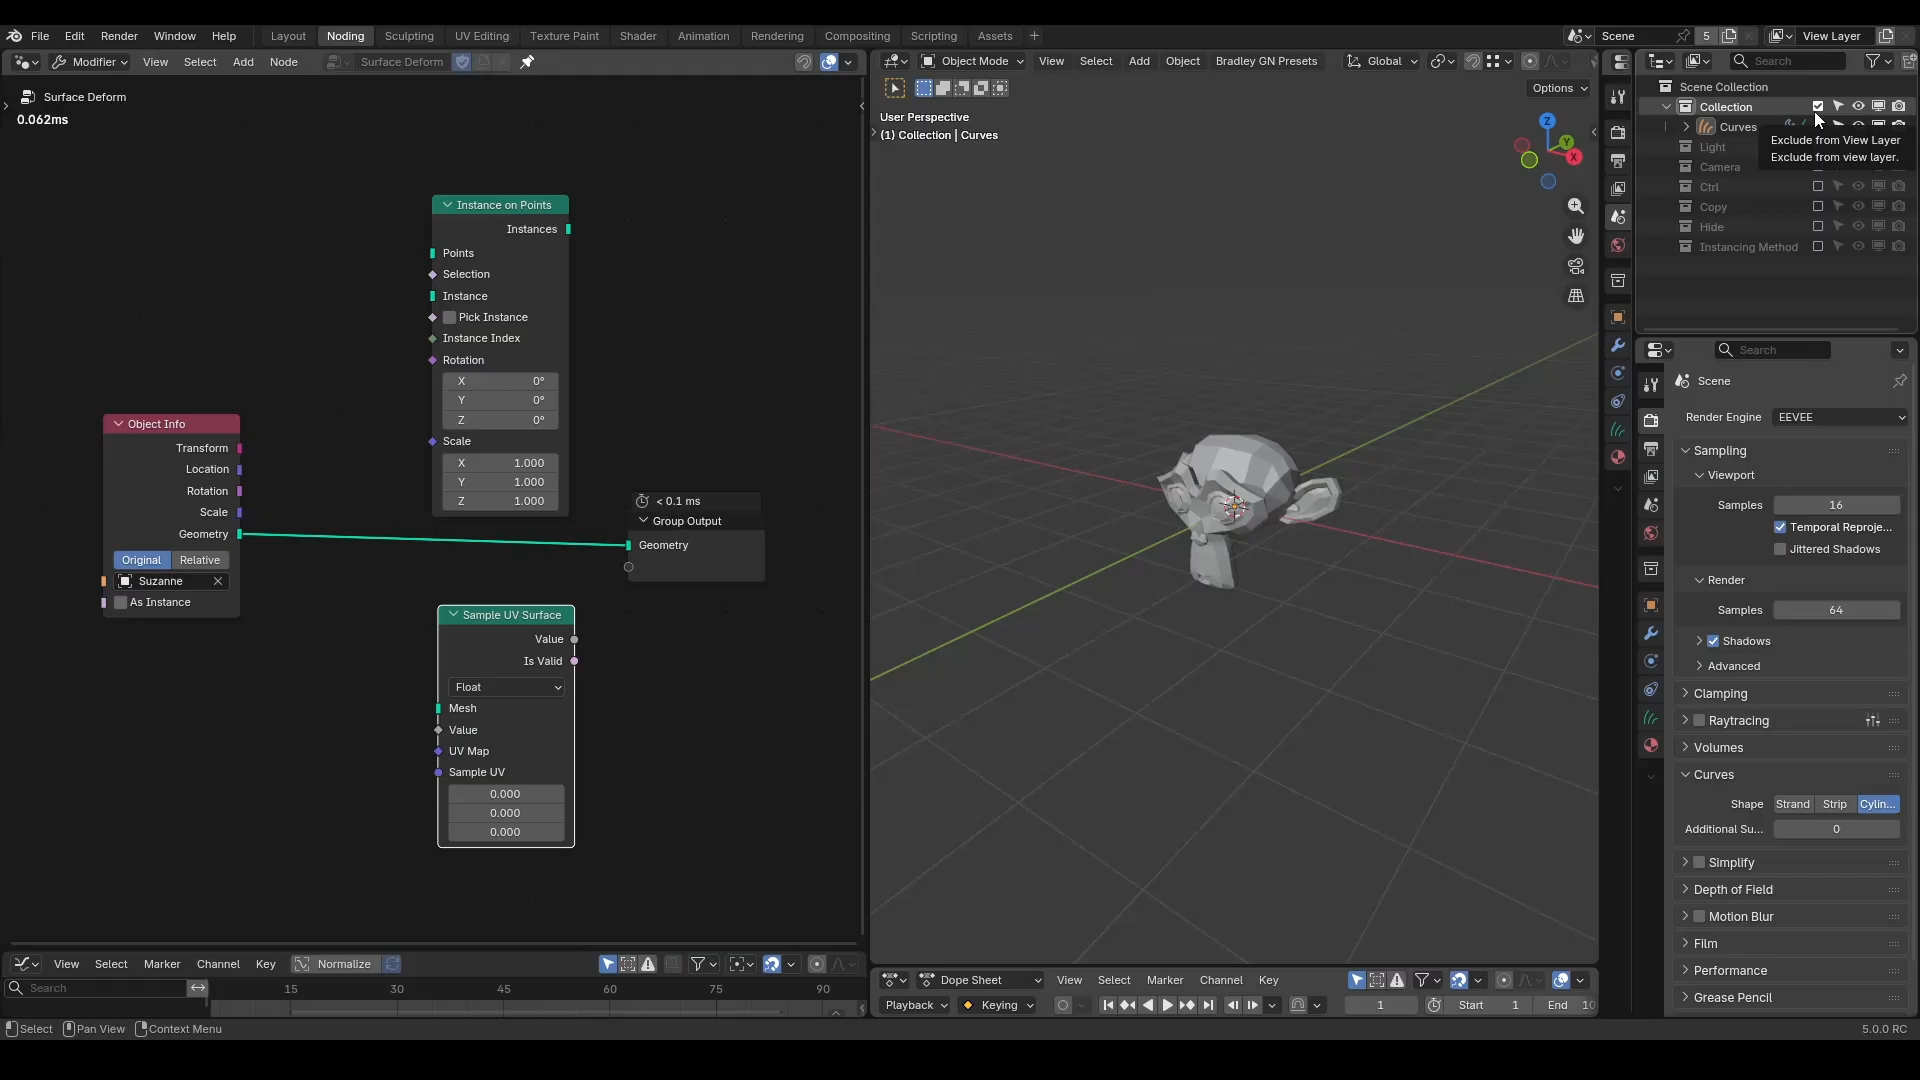 File Edit Render Window Help Layout Noding Sculpting UV Editing Texture Paint Shader Animation Rendering Compositing Scripting Assets + Scene 5 View Layer
Modifier View Select Add Node Surface Deform
Object Mode View Select Add Object Bradley GN Presets Global
Search
Options
Surface Deform
0.062ms
User Perspective
(1) Collection | Curves
Z
Y
X
Scene Collection
Collection
Curves
Light
Camera
Ctrl
Copy
Hide
Instancing Method
Exclude from View Layer
Exclude from view layer.
Instance on Points
Instances
Points
Selection
Instance
Pick Instance
Instance Index
Rotation
X 0°
Y 0°
Z 0°
Scale
X 1.000
Y 1.000
Z 1.000
Object Info
Transform
Location
Rotation
Scale
Geometry
Original Relative
Suzanne
As Instance
< 0.1 ms
Group Output
Geometry
Sample UV Surface
Value
Is Valid
Float
Mesh
Value
UV Map
Sample UV
0.000
0.000
0.000
Search
Scene
Render Engine EEVEE
Sampling
Viewport
Samples 16
Temporal Reproje...
Jittered Shadows
Render
Samples 64
Shadows
Advanced
Clamping
Raytracing
Volumes
Curves
Shape Strand Strip Cylin...
Additional Su... 0
Simplify
Depth of Field
Motion Blur
Film
Performance
Grease Pencil
View Select Marker Channel Key Normalize
Search
15 30 45 60 75 90
Dope Sheet View Select Marker Channel Key
Playback Keying 1 Start 1 End 10
Select Pan View Context Menu
5.0.0 RC